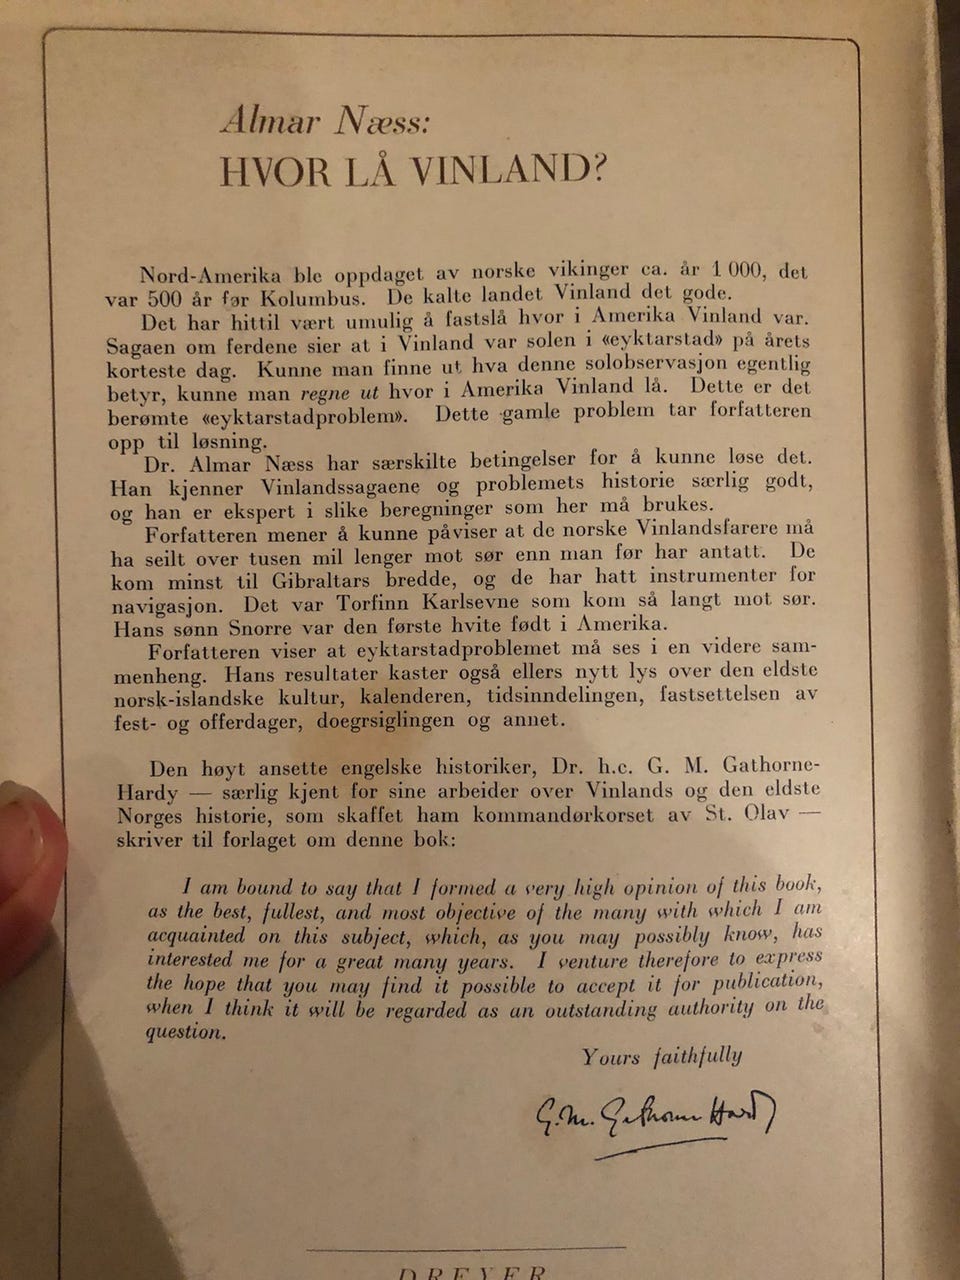 Almar Næss:
HVOR LÅ VINLAND?
Nord-Amerika ble oppdaget av norske vikinger ca. år 1 000, det
var 500 år før Kolumbus. De kalte landet Vinland det gode.
Det har hittil vært umulig å fastslå hvor i Amerika Vinland var.
Sagaen om ferdene sier at i Vinland var solen i «eyktarstad» på årets
korteste dag. Kunne man finne ut hva denne solobservasjon egentlig
betyr, kunne man regne ut hvor i Amerika Vinland lå. Dette er det
berømte «eyktarstadproblem». Dette gamle problem tar forfatteren
opp til løsning.
Dr. Almar Næss har særskilte betingelser for å kunne løse det.
Han kjenner Vinlandssagaene og problemets historie særlig godt,
og han er ekspert i slike beregninger som her må brukes.
Forfatteren mener å kunne påviser at de norske Vinlandsfarere må
ha seilt over tusen mil lenger mot sør enn man før har antatt. De
kom minst til Gibraltars bredde, og de har hatt instrumenter for
navigasjon. Det var Torfinn Karlsevne som kom så langt mot sør.
Hans sønn Snorre var den første hvite født i Amerika.
Forfatteren viser at eyktarstadproblemet må ses i en videre sam-
menheng. Hans resultater kaster også ellers nytt lys over den eldste
norsk-islandske kultur, kalenderen, tidsinndelingen, fastsettelsen av
fest- og offerdager, doegrsiglingen og annet.
Den høyt ansette engelske historiker, Dr. h.c. G. M. Gathorne-
Hardy — særlig kjent for sine arbeider over Vinlands og den eldste
Norges historie, som skaffet ham kommandørkorset av St. Olav —
skriver til forlaget om denne bok:
I am bound to say that I formed a very high opinion of this book,
as the best, fullest, and most objective of the many with which I am
acquainted on this subject, which, as you may possibly know, has
interested me for a great many years. I venture therefore to express
the hope that you may find it possible to accept it for publication,
when I think it will be regarded as an outstanding authority on the
question.
Yours faithfully
G. M. Gathorne Hardy
DREYER